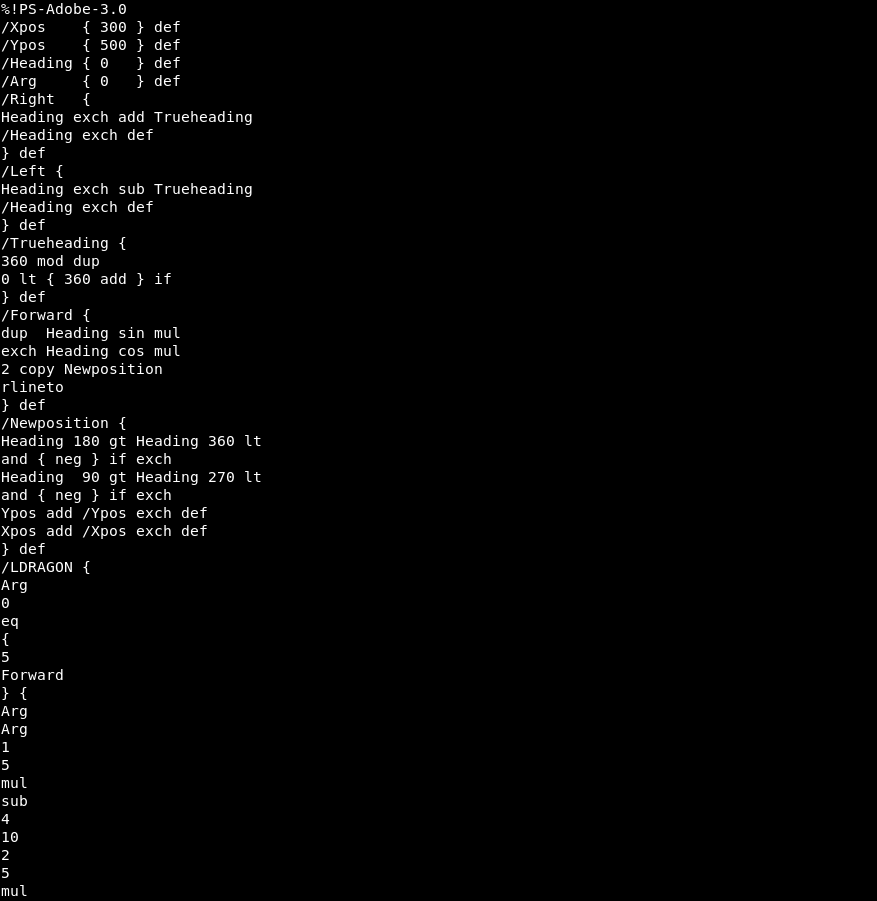 %!PS-Adobe-3.0
/Xpos    { 300 } def
/Ypos    { 500 } def
/Heading { 0   } def
/Arg     { 0   } def
/Right   {
Heading exch add Trueheading
/Heading exch def
} def
/Left {
Heading exch sub Trueheading
/Heading exch def
} def
/Trueheading {
360 mod dup
0 lt { 360 add } if
} def
/Forward {
dup  Heading sin mul
exch Heading cos mul
2 copy Newposition
rlineto
} def
/Newposition {
Heading 180 gt Heading 360 lt
and { neg } if exch
Heading  90 gt Heading 270 lt
and { neg } if exch
Ypos add /Ypos exch def
Xpos add /Xpos exch def
} def
/LDRAGON {
Arg
0
eq
{
5
Forward
} {
Arg
Arg
1
5
mul
sub
4
10
2
5
mul